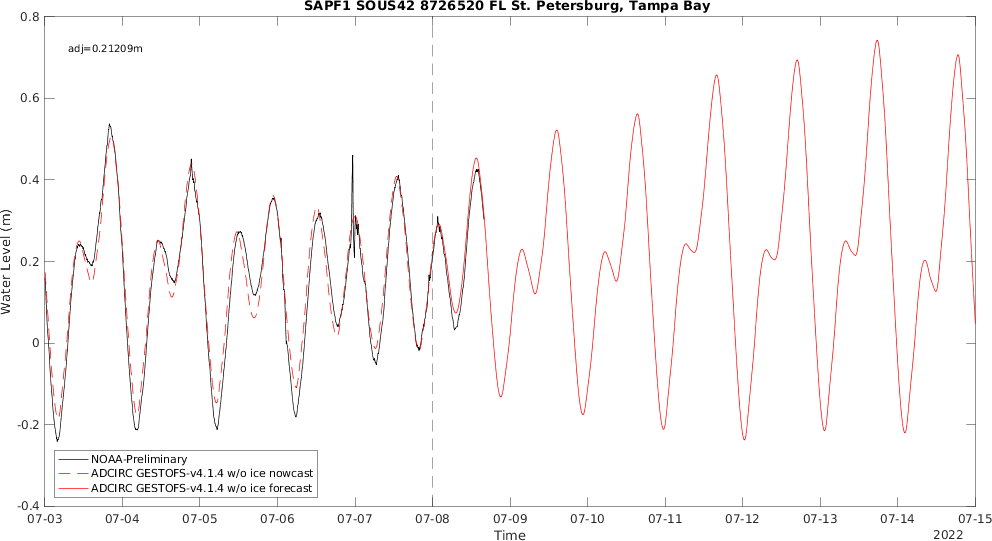 SAPF1 SOUS42 8726520 FL St. Petersburg, Tampa Bay
adj=0.21209m
0.8
0.6
0.4
0.2
0
-0.2
-0.4
Water Level (m)
NOAA-Preliminary
ADCIRC GESTOFS-v4.1.4 w/o ice nowcast
ADCIRC GESTOFS-v4.1.4 w/o ice forecast
07-03 07-04 07-05 07-06 07-07 07-08 07-09 07-10 07-11 07-12 07-13 07-14 07-15
Time
2022